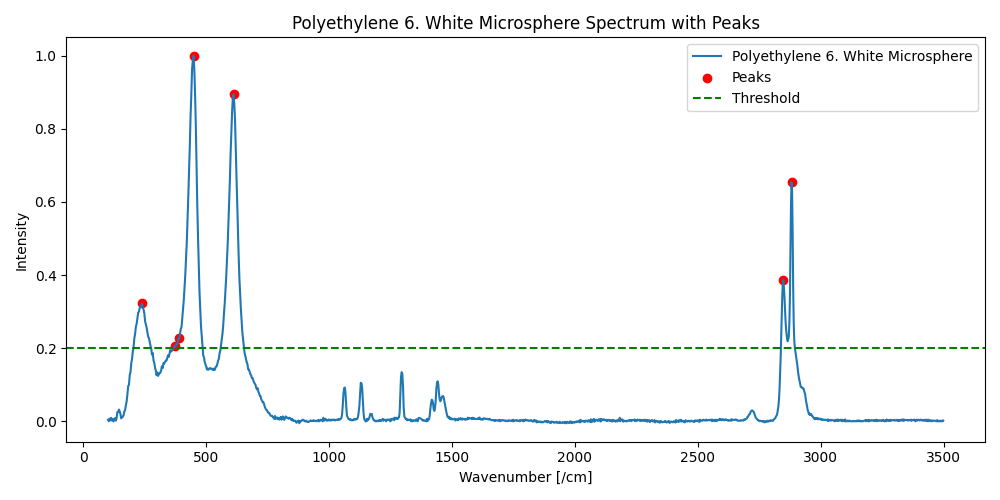 Polyethylene 6. White Microsphere Spectrum with Peaks
Polyethylene 6. White Microsphere
Peaks
Threshold
Intensity
1.0
0.8
0.6
0.4
0.2
0.0
0
500
1000
1500
2000
2500
3000
3500
Wavenumber [/cm]